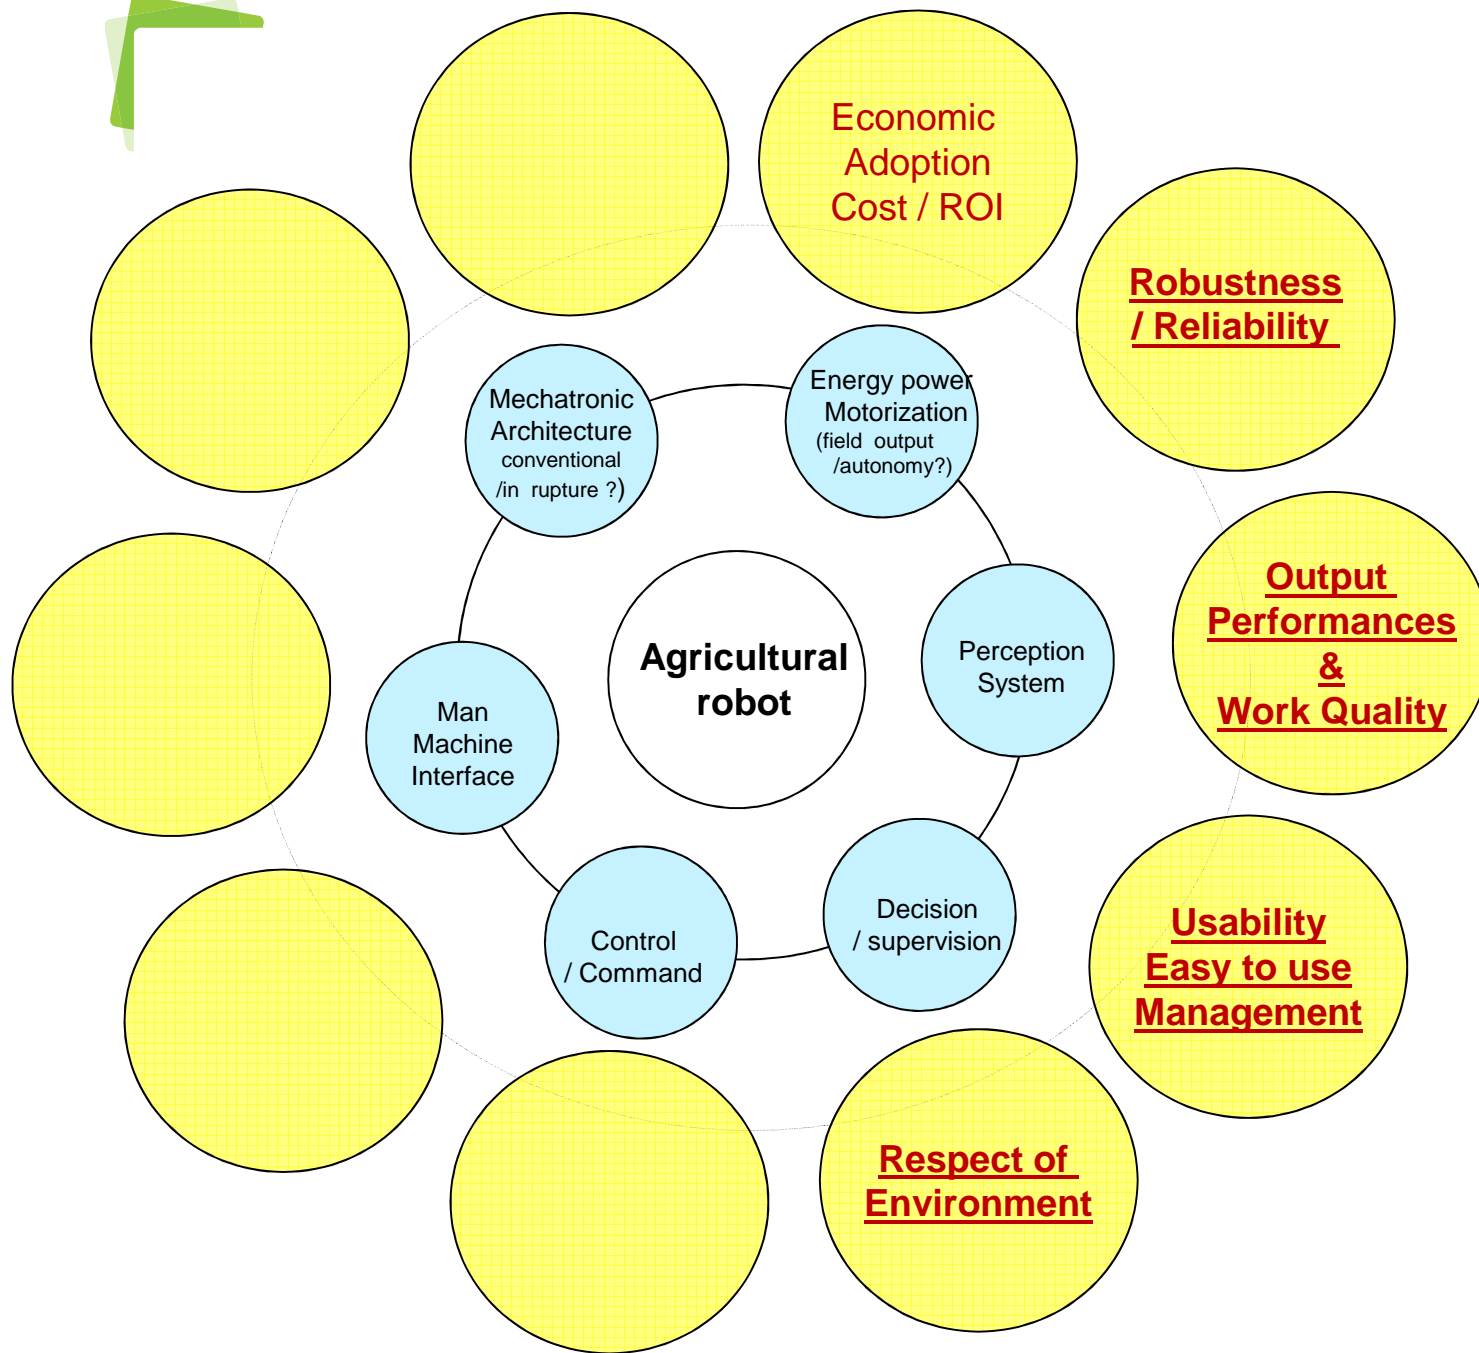 Economic
Adoption
Cost / ROI
Robustness
/ Reliability
Output
Performances
&
Work Quality
Usability
Easy to use
Management
Respect of
Environment
Mechatronic
Architecture
conventional
/in rupture ?)
Energy power
Motorization
(field output
/autonomy?)
Perception
System
Decision
/ supervision
Control
/ Command
Man
Machine
Interface
Agricultural
robot